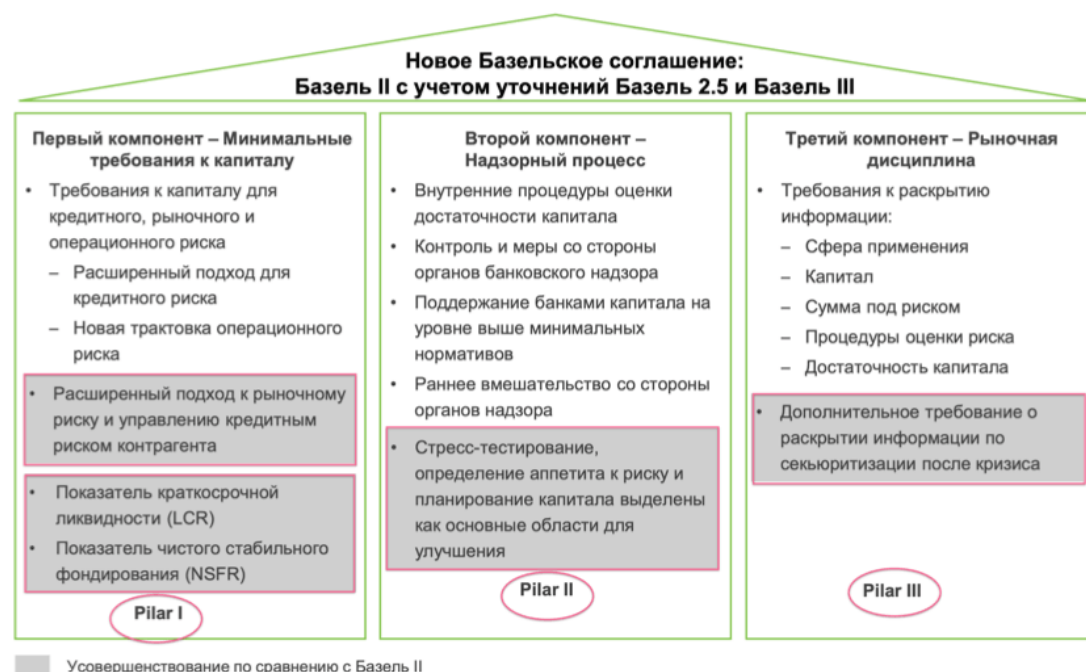 Новое Базельское соглашение:
Базель II с учетом уточнений Базель 2.5 и Базель III
Первый компонент – Минимальные
требования к капиталу
• Требования к капиталу для
кредитного, рыночного и
операционного риска
– Расширенный подход для
кредитного риска
– Новая трактовка операционного
риска
• Расширенный подход к рыночному
риску и управлению кредитным
риском контрагента
• Показатель краткосрочной
ликвидности (LCR)
• Показатель чистого стабильного
фондирования (NSFR)
Pilar I
Второй компонент –
Надзорный процесс
• Внутренние процедуры оценки
достаточности капитала
• Контроль и меры со стороны
органов банковского надзора
• Поддержание банками капитала на
уровне выше минимальных
нормативов
• Раннее вмешательство со стороны
органов надзора
• Стресс-тестирование,
определение аппетита к риску и
планирование капитала выделены
как основные области для
улучшения
Pilar II
Третий компонент – Рыночная
дисциплина
• Требования к раскрытию
информации:
– Сфера применения
– Капитал
– Сумма под риском
– Процедуры оценки риска
– Достаточность капитала
• Дополнительное требование о
раскрытии информации по
секьюритизации после кризиса
Pilar III
Усовершенствование по сравнению с Базель II